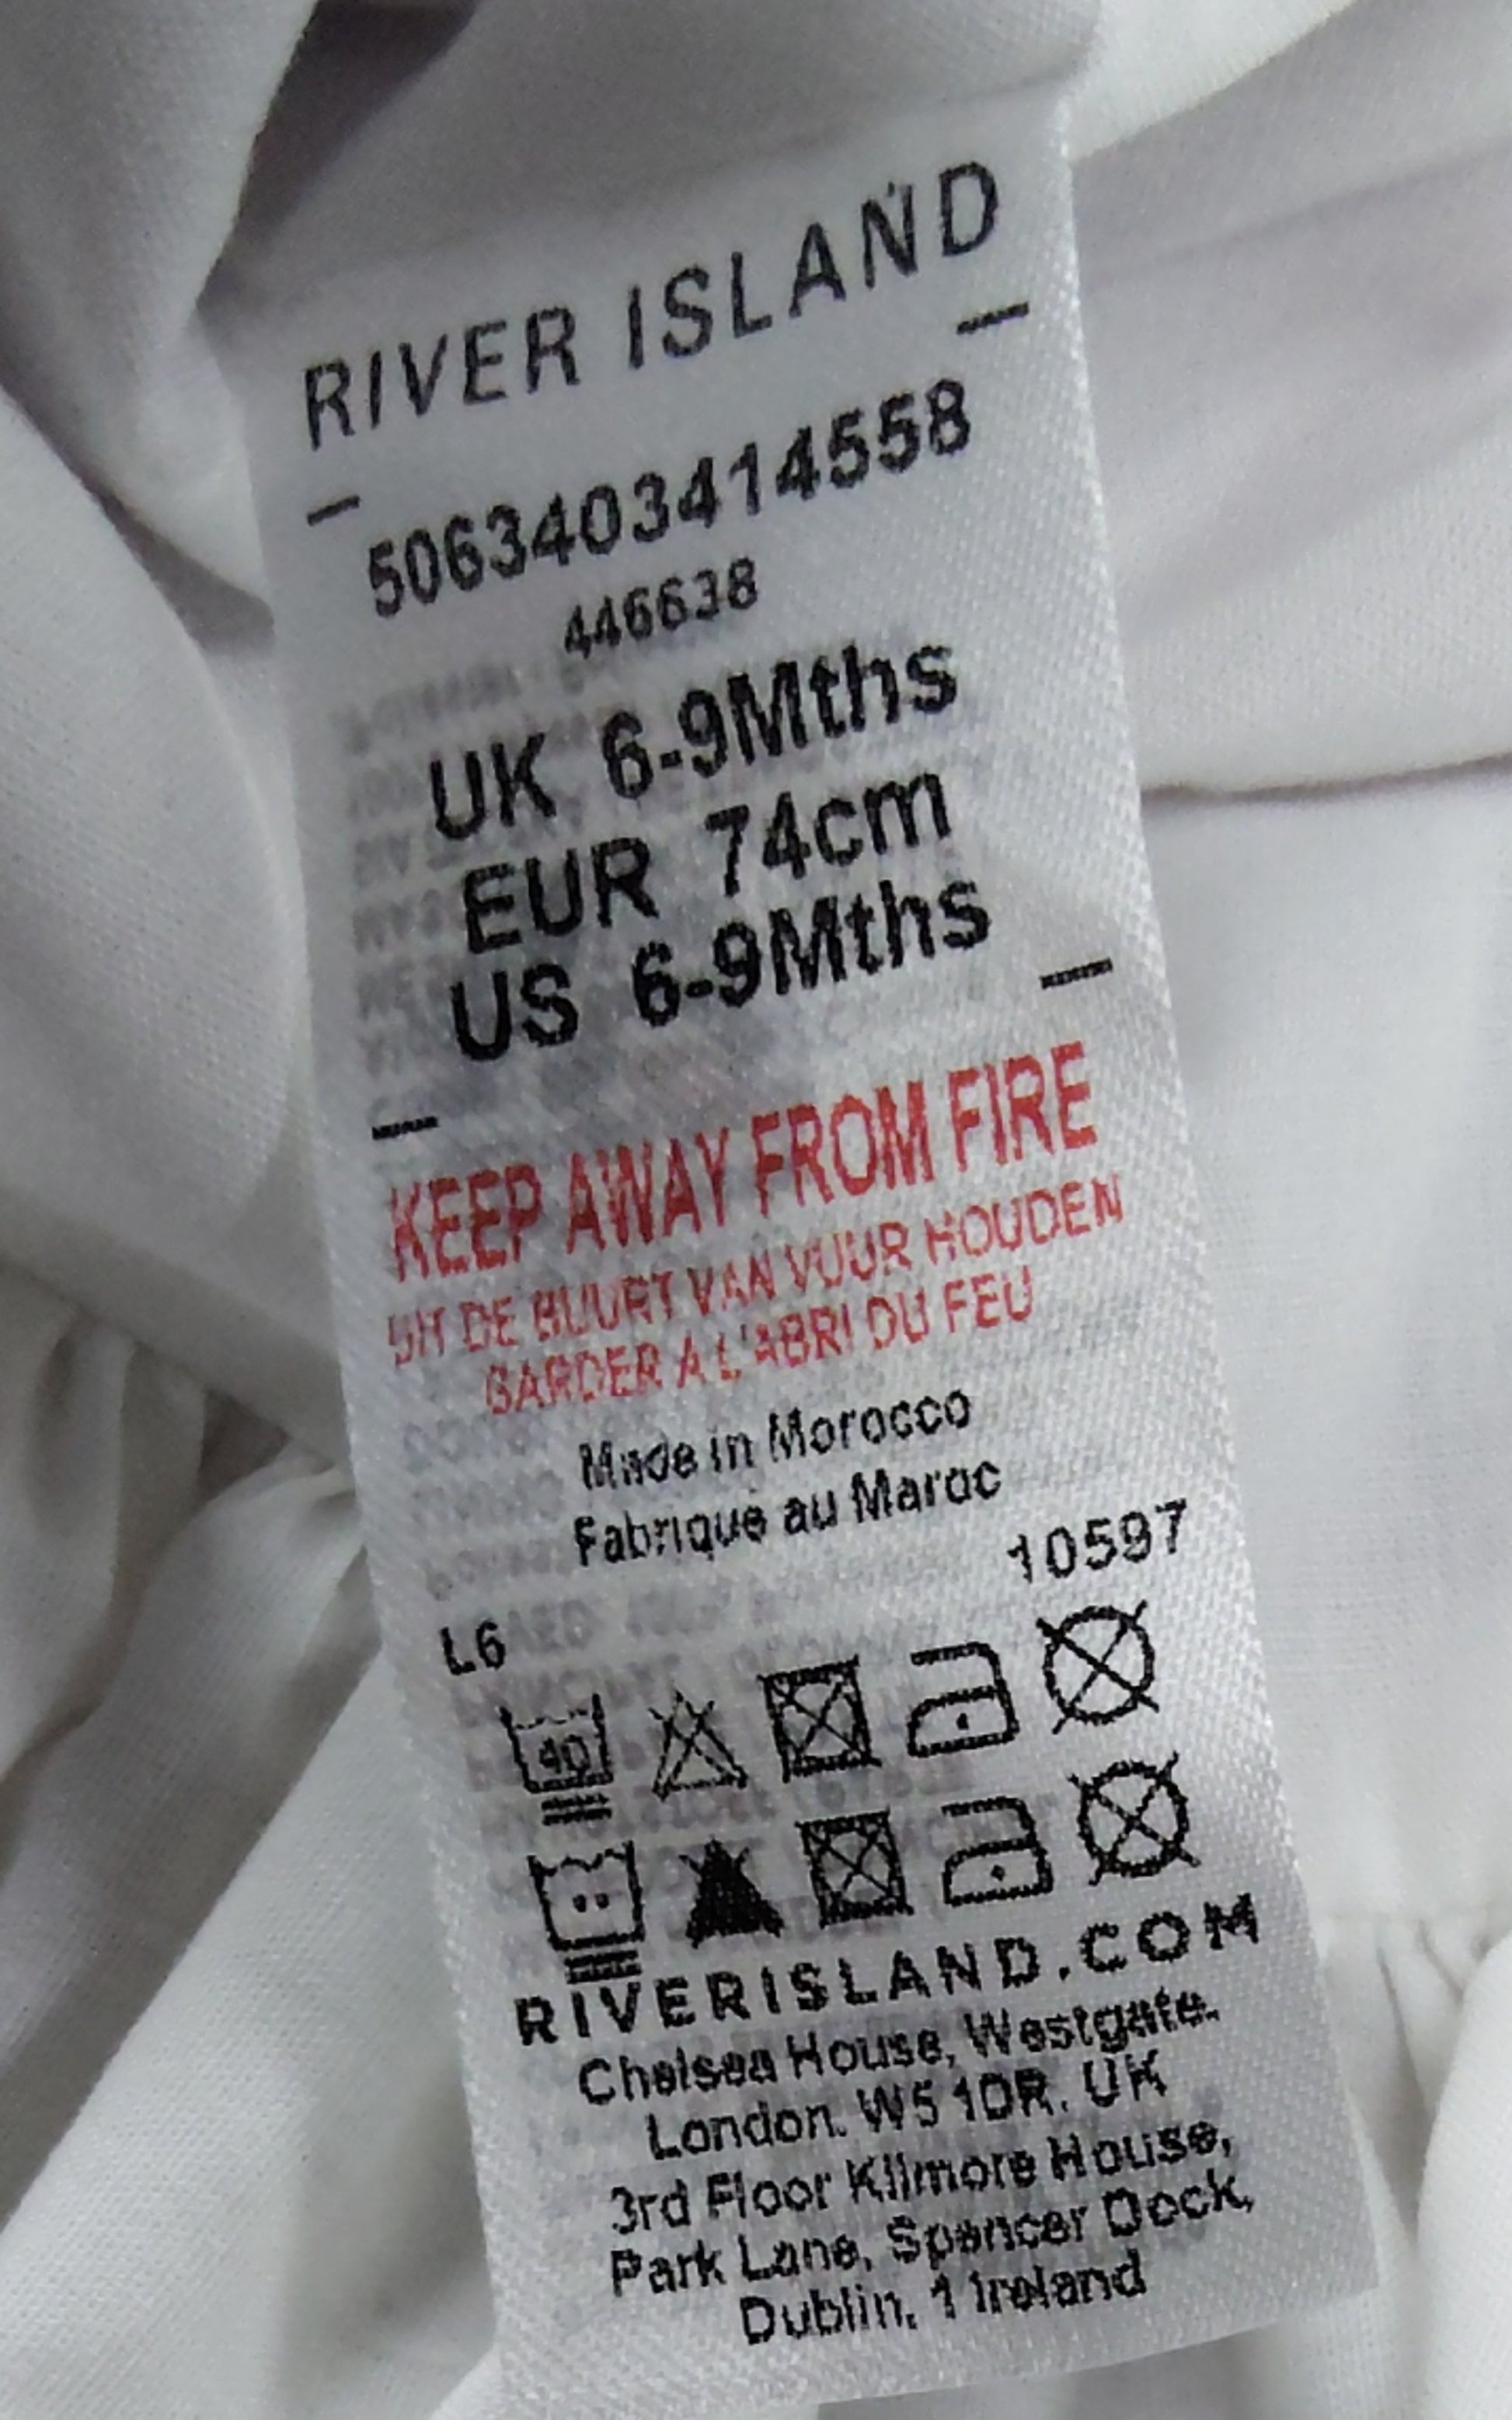 RIVER ISLAND
5063403414558
446638
UK 6-9Mths
EUR 74cm
US 6-9Mths
KEEP AWAY FROM FIRE
UIT DE BUURT VAN VUUR HOUDEN
GARDER A L'ABRI DU FEU
Made in Morocco
Fabrique au Maroc
10597
L6
40
RIVERISLAND.COM
Chelsea House, Westgate.
London. W5 1DR. UK
3rd Floor Kilmore House,
Park Lane, Spencer Dock,
Dublin, 1 Ireland